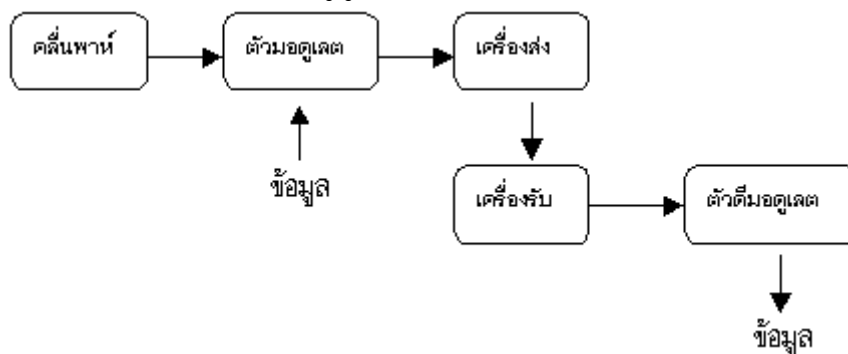 คลื่นพาห์
ตัวมอดูเลต
เครื่องส่ง
ข้อมูล
เครื่องรับ
ตัวดีมอดูเลต
ข้อมูล